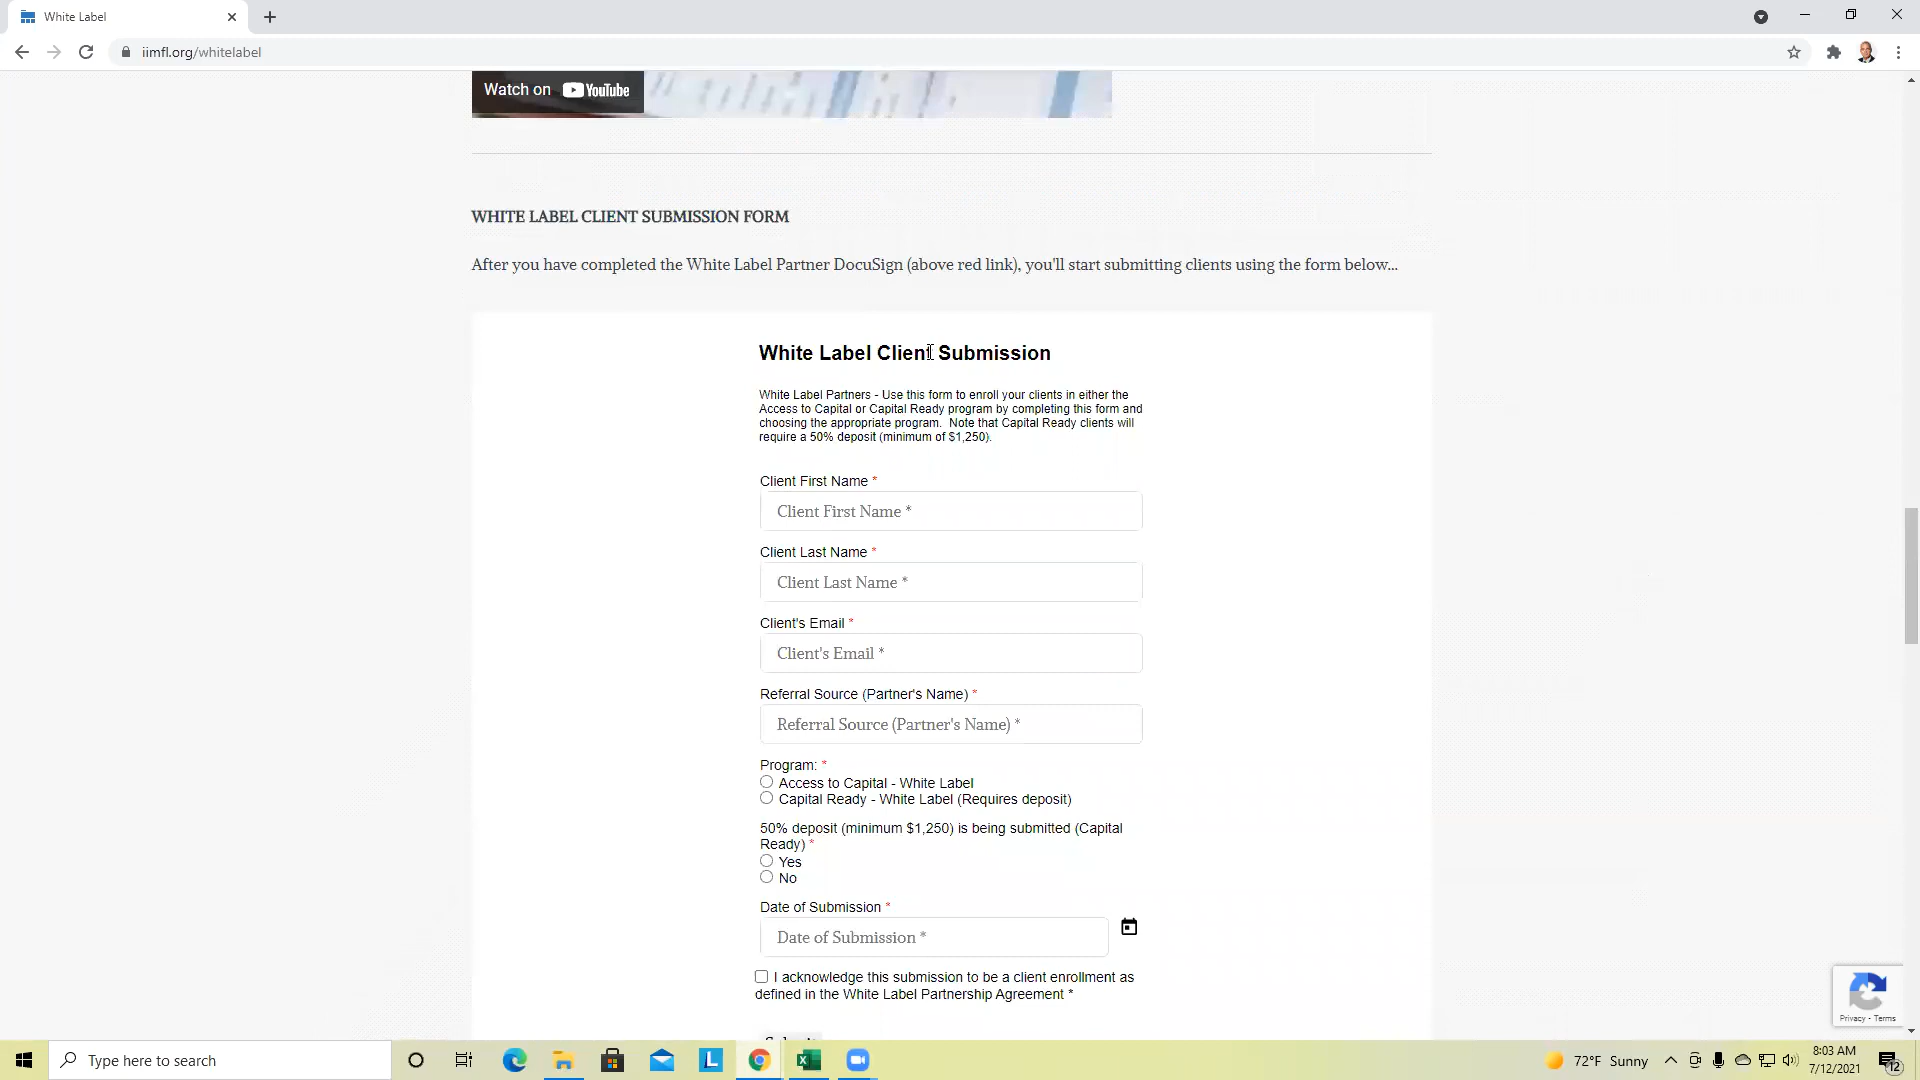 White Label
iimfl.org/whitelabel
Watch on YouTube
WHITE LABEL CLIENT SUBMISSION FORM
After you have completed the White Label Partner DocuSign (above red link), you'll start submitting clients using the form below...
White Label Client Submission
White Label Partners - Use this form to enroll your clients in either the
Access to Capital or Capital Ready program by completing this form and
choosing the appropriate program. Note that Capital Ready clients will
require a 50% deposit (minimum of $1,250).
Client First Name *
Client First Name *
Client Last Name *
Client Last Name *
Client's Email *
Client's Email *
Referral Source (Partner's Name) *
Referral Source (Partner's Name) *
Program: *
Access to Capital - White Label
Capital Ready - White Label (Requires deposit)
50% deposit (minimum $1,250) is being submitted (Capital
Ready) *
Yes
No
Date of Submission *
Date of Submission *
I acknowledge this submission to be a client enrollment as
defined in the White Label Partnership Agreement *
Privacy - Terms
Type here to search
72°F Sunny
8:03 AM
7/12/2021
12